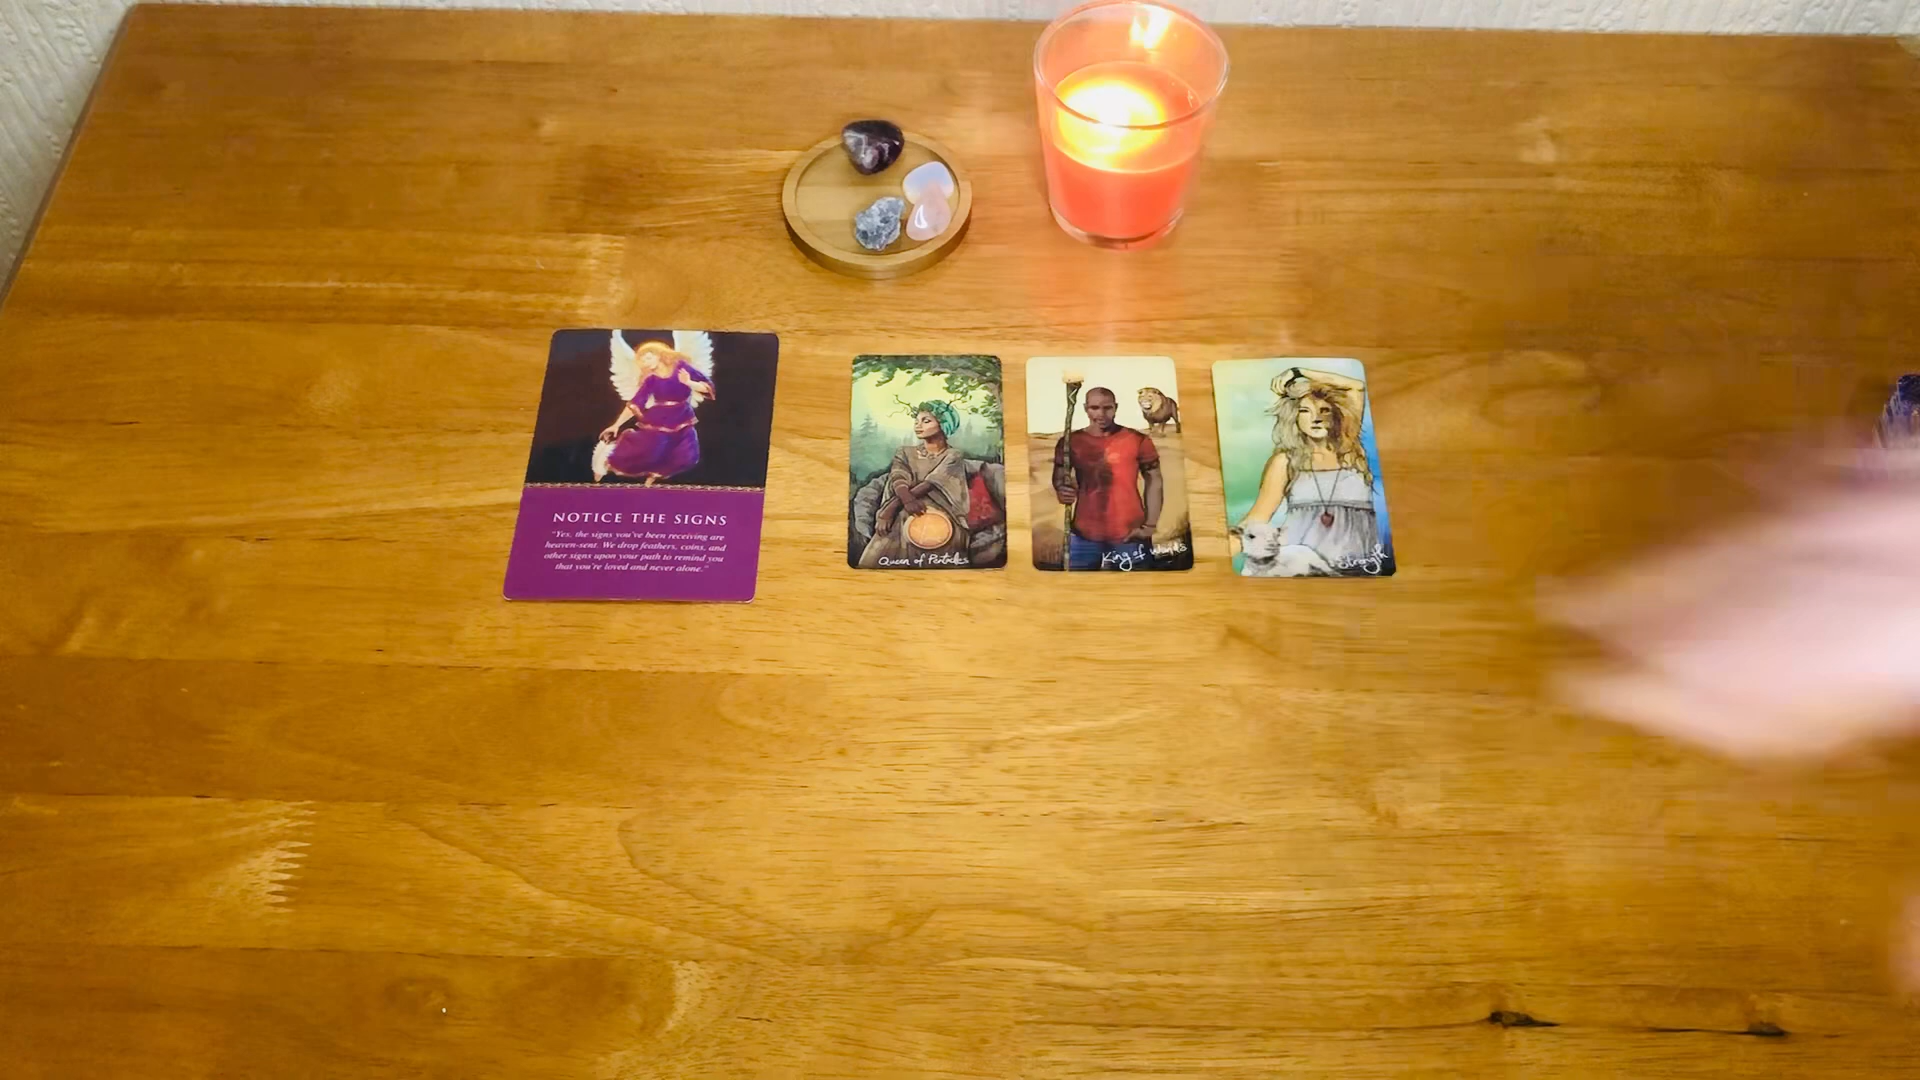 NOTICE THE SIGNS
"Yes, the signs you've been receiving are
heaven-sent. We drop feathers, coins, and
other signs upon your path to remind you
that you're loved and never alone."
Queen of Pentacles
King of Wands
Strength